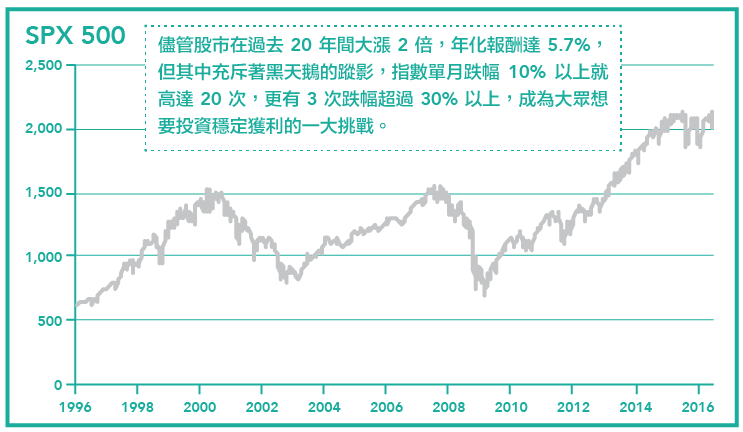 SPX 500
儘管股市在過去 20 年間大漲 2 倍，年化報酬達 5.7%，
但其中充斥著黑天鵝的蹤影，指數單月跌幅 10% 以上就
高達 20 次，更有 3 次跌幅超過 30% 以上，成為大眾想
要投資穩定獲利的一大挑戰。
2,500
2,000
1,500
1,000
500
0
1996 1998 2000 2002 2004 2006 2008 2010 2012 2014 2016